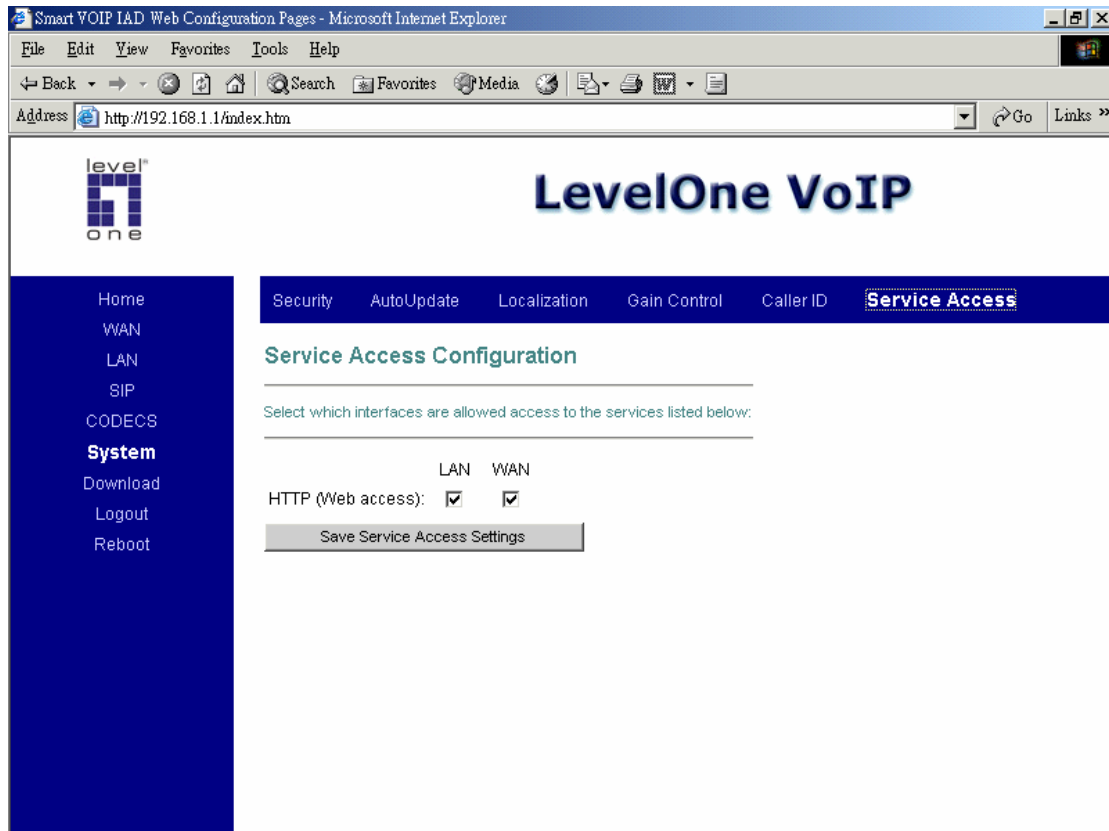 Smart VOIP IAD Web Configuration Pages - Microsoft Internet Explorer
File Edit View Favorites Tools Help
Back Search Favorites Media
Address http://192.168.1.1/index.htm Go Links »
level®
one
LevelOne VoIP
Home
WAN
LAN
SIP
CODECS
System
Download
Logout
Reboot
Security AutoUpdate Localization Gain Control Caller ID Service Access
Service Access Configuration
Select which interfaces are allowed access to the services listed below:
LAN WAN
HTTP (Web access):
Save Service Access Settings